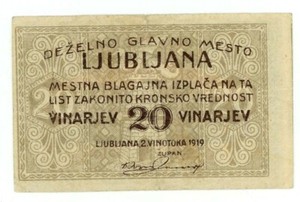 DEŽELNO GLAVNO MESTO
LJUBLJANA
MESTNA BLAGAJNA IZPLAČA NA TA
LIST ZAKONITO KRONSKO VREDNOST
VINARJEV 20 VINARJEV
LJUBLJANA 2. VINOTOKA 1919
ŽUPAN: